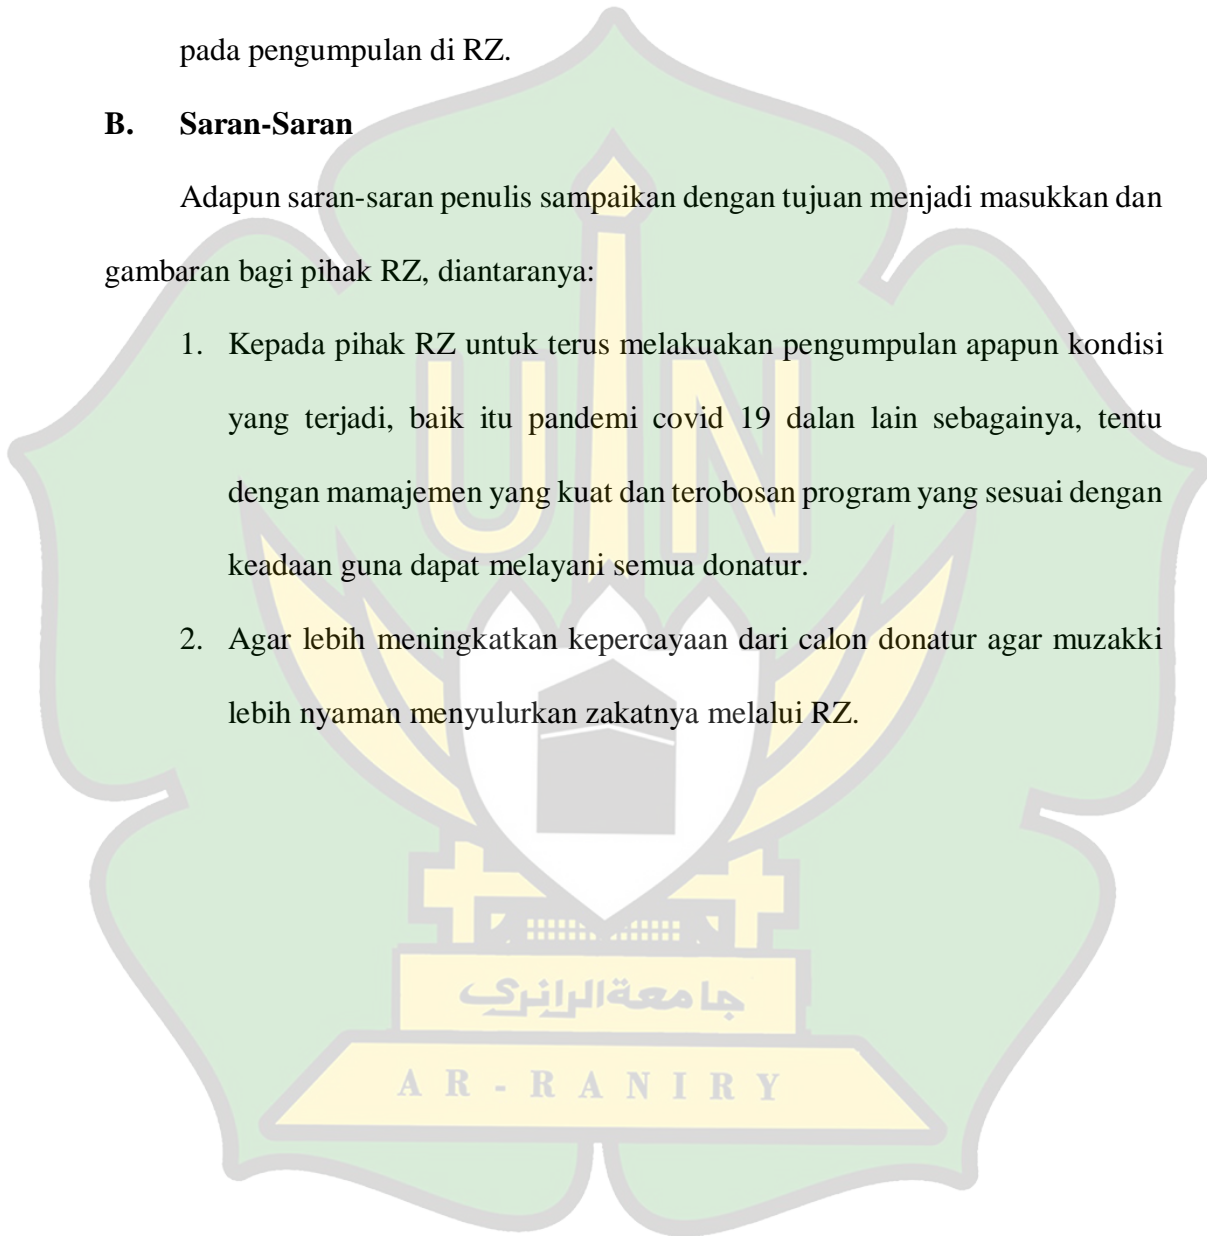 pada pengumpulan di RZ.
B. Saran-Saran
Adapun saran-saran penulis sampaikan dengan tujuan menjadi masukkan dan
gambaran bagi pihak RZ, diantaranya:
1. Kepada pihak RZ untuk terus melakuakan pengumpulan apapun kondisi
yang terjadi, baik itu pandemi covid 19 dalan lain sebagainya, tentu
dengan mamajemen yang kuat dan terobosan program yang sesuai dengan
keadaan guna dapat melayani semua donatur.
2. Agar lebih meningkatkan kepercayaan dari calon donatur agar muzakki
lebih nyaman menyulurkan zakatnya melalui RZ.
UIN
جامعةالرانري
AR-RANIRY